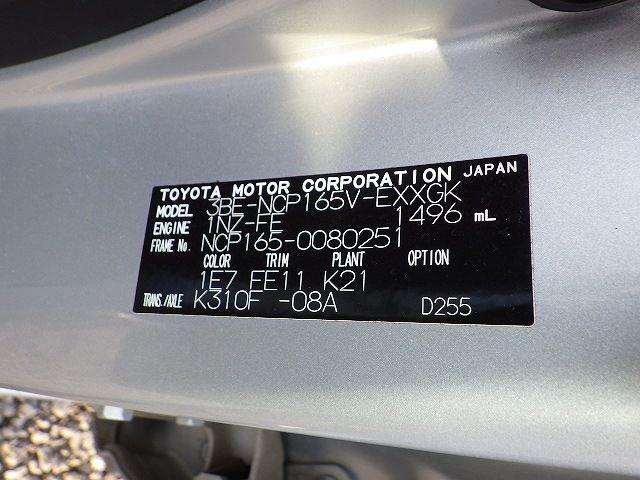 TOYOTA MOTOR CORPORATION JAPAN
MODEL 3BE-NCP165V-EXXGK
ENGINE 1NZ-FE 1496 mL
FRAME No. NCP165-0080251
COLOR TRIM PLANT OPTION
1E7 EE11 K21
TRANS./AXLE K310F -08A D255